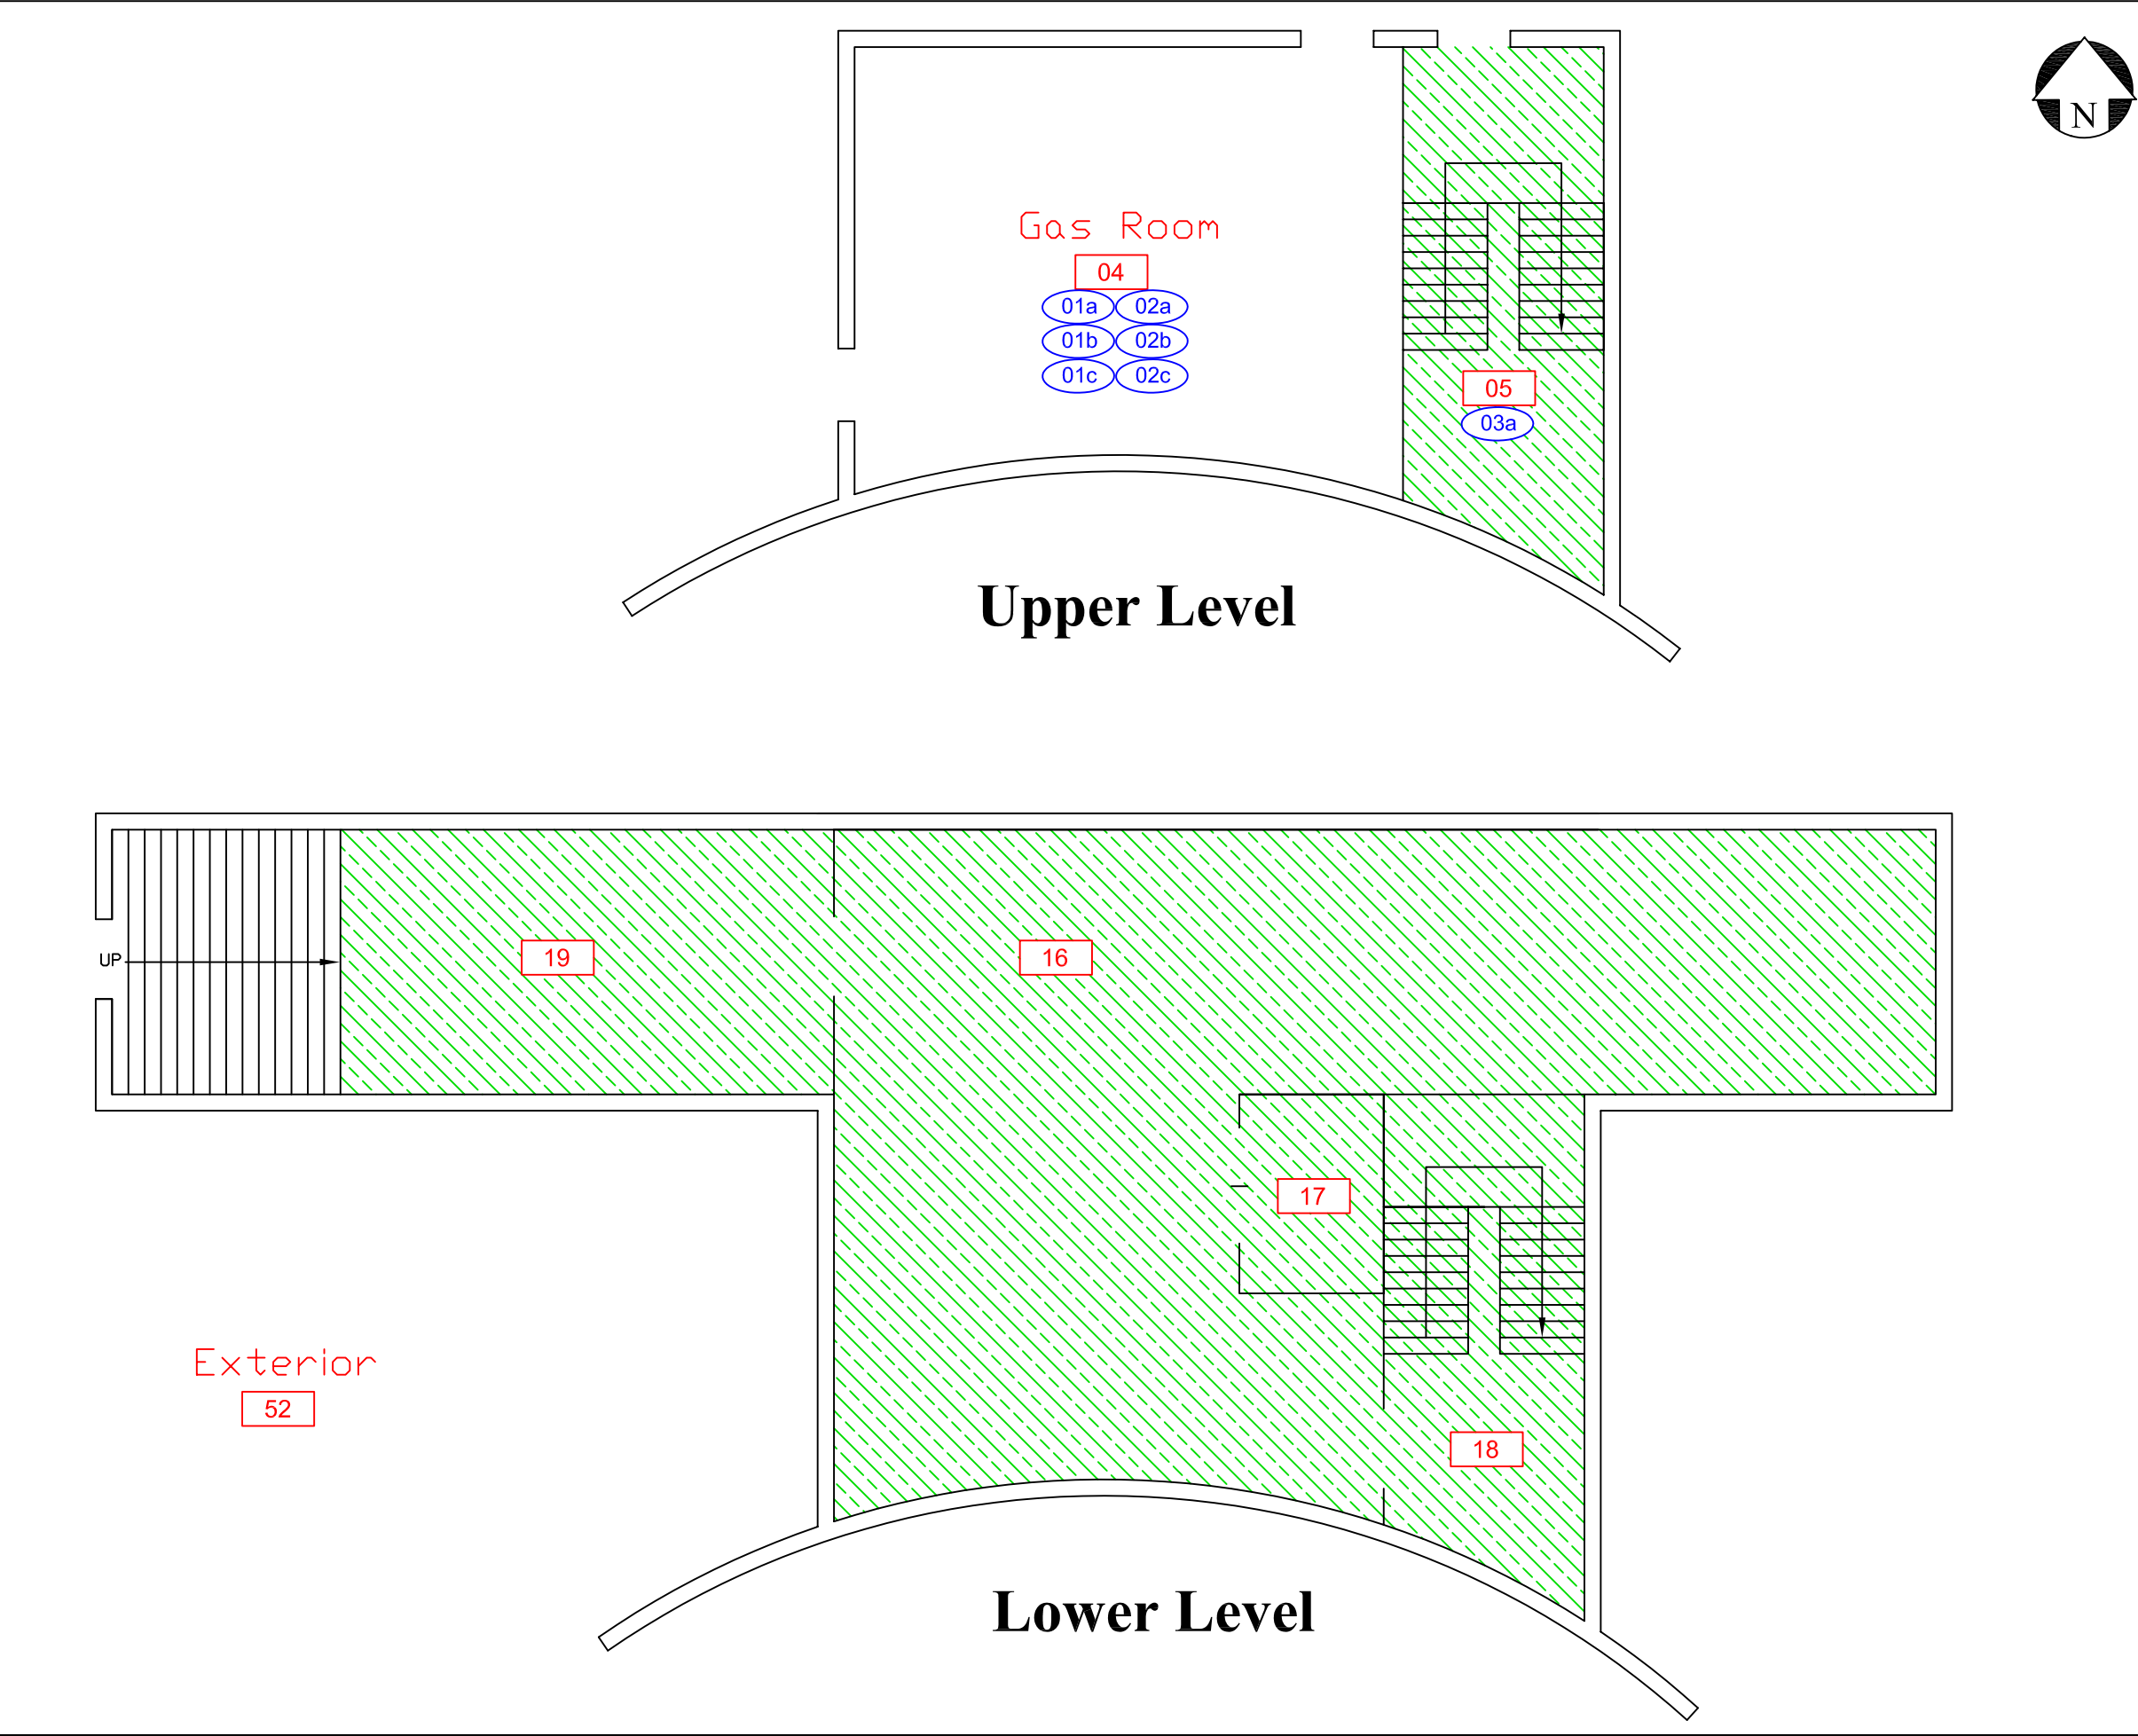 N
Gas Room
04
01a 02a
01b 02b
01c 02c
05
03a
Upper Level
19
16
UP
17
Exterior
52
18
Lower Level